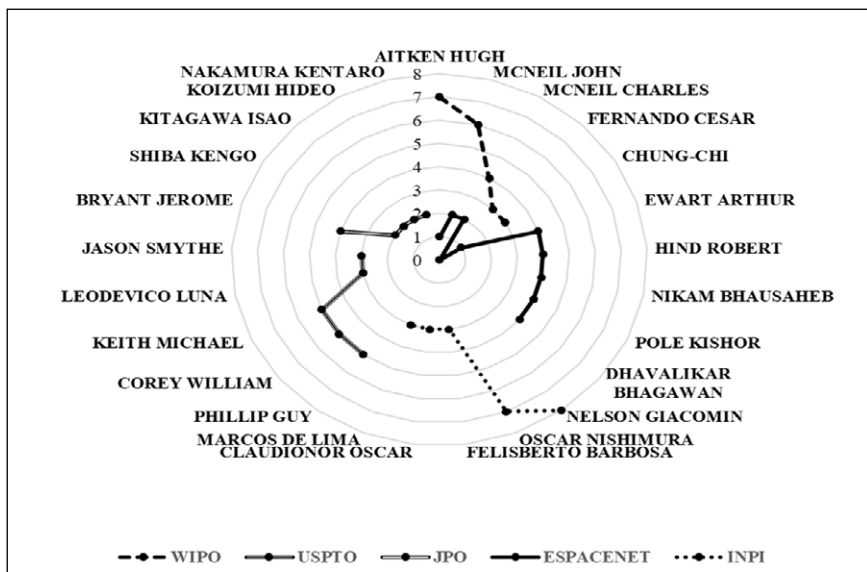 AITKEN HUGH
NAKAMURA KENTARO
8
MCNEIL JOHN
KOIZUMI HIDEO
7
MCNEIL CHARLES
KITAGAWA ISAO
6
FERNANDO CESAR
5
SHIBA KENGO
4
CHUNG-CHI
3
BRYANT JEROME
2
EWART ARTHUR
1
JASON SMYTHE
0
HIND ROBERT
LEODEVICO LUNA
NIKAM BHAUSAHEB
KEITH MICHAEL
POLE KISHOR
COREY WILLIAM
DHAVALIKAR
BHAGAWAN
PHILLIP GUY
NELSON GIACOMIN
MARCOS DE LIMA
OSCAR NISHIMURA
CLAUDIONOR OSCAR
FELISBERTO BARBOSA
WIPO
USPTO
JPO
ESPACENET
INPI